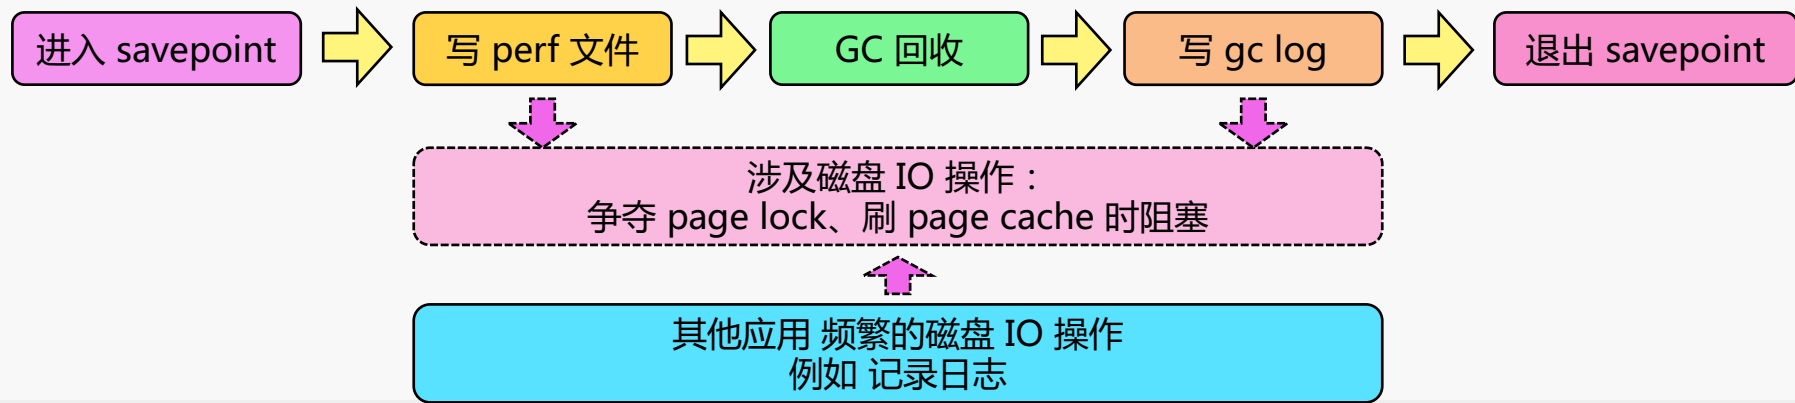 进入 savepoint
写 perf 文件
GC 回收
写 gc log
退出 savepoint
涉及磁盘 IO 操作：
争夺 page lock、刷 page cache 时阻塞
其他应用 频繁的磁盘 IO 操作
例如 记录日志